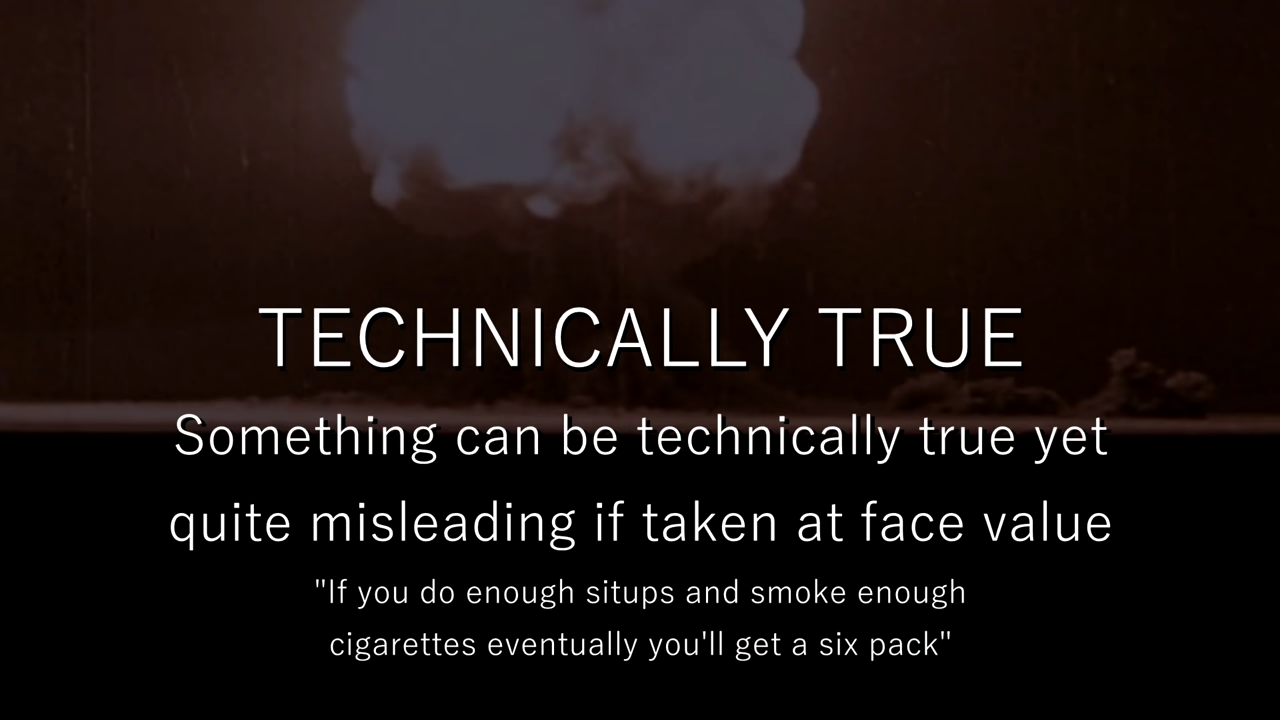 TECHNICALLY TRUE
Something can be technically true yet
quite misleading if taken at face value
"If you do enough situps and smoke enough
cigarettes eventually you'll get a six pack"